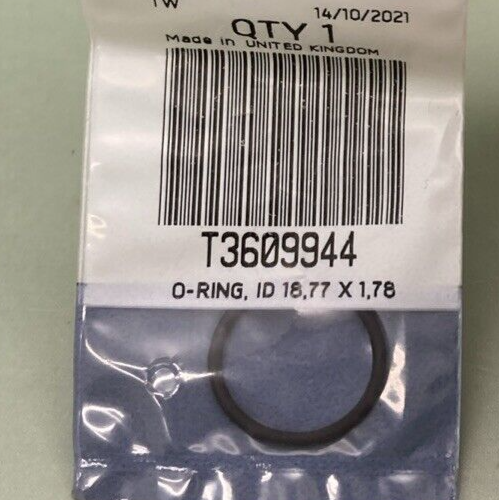 TW
14/10/2021
QTY 1
Made in UNITED KINGDOM
T3609944
O-RING, ID 18,77 X 1,78